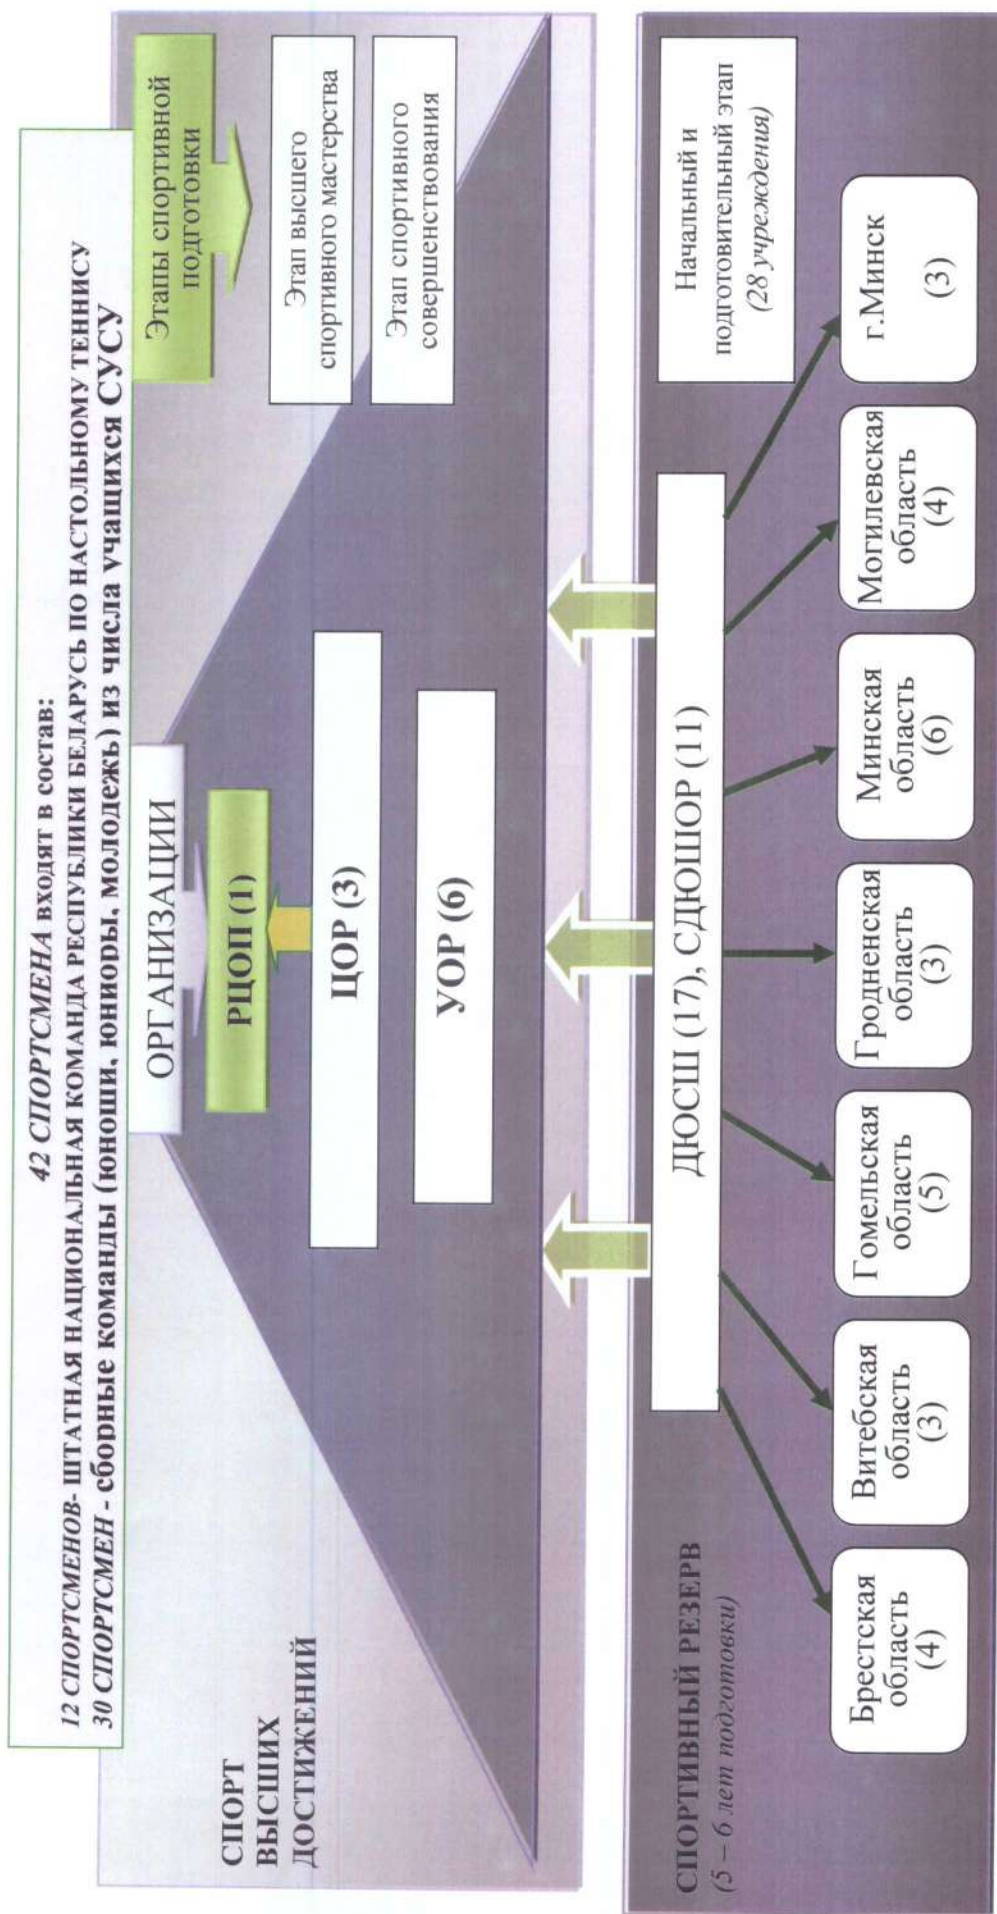 42 СПОРТСМЕНА входят в состав:
12 СПОРТСМЕНОВ- ШТАТНАЯ НАЦИОНАЛЬНАЯ КОМАНДА РЕСПУБЛИКИ БЕЛАРУСЬ ПО НАСТОЛЬНОМУ ТЕННИСУ
30 СПОРТСМЕН - сборные команды (юноши, юниоры, молодежь) из числа учащихся СУСУ
СПОРТ
ВЫСШИХ
ДОСТИЖЕНИЙ
ОРГАНИЗАЦИИ
РЦОП (1)
ЦОР (3)
УОР (6)
Этапы спортивной
подготовки
Этап высшего
спортивного мастерства
Этап спортивного
совершенствования
СПОРТИВНЫЙ РЕЗЕРВ
(5 – 6 лет подготовки)
ДЮСШ (17), СДЮШОР (11)
Начальный и
подготовительный этап
(28 учреждения)
Брестская
область
(4)
Витебская
область
(3)
Гомельская
область
(5)
Гродненская
область
(3)
Минская
область
(6)
Могилевская
область
(4)
г.Минск
(3)